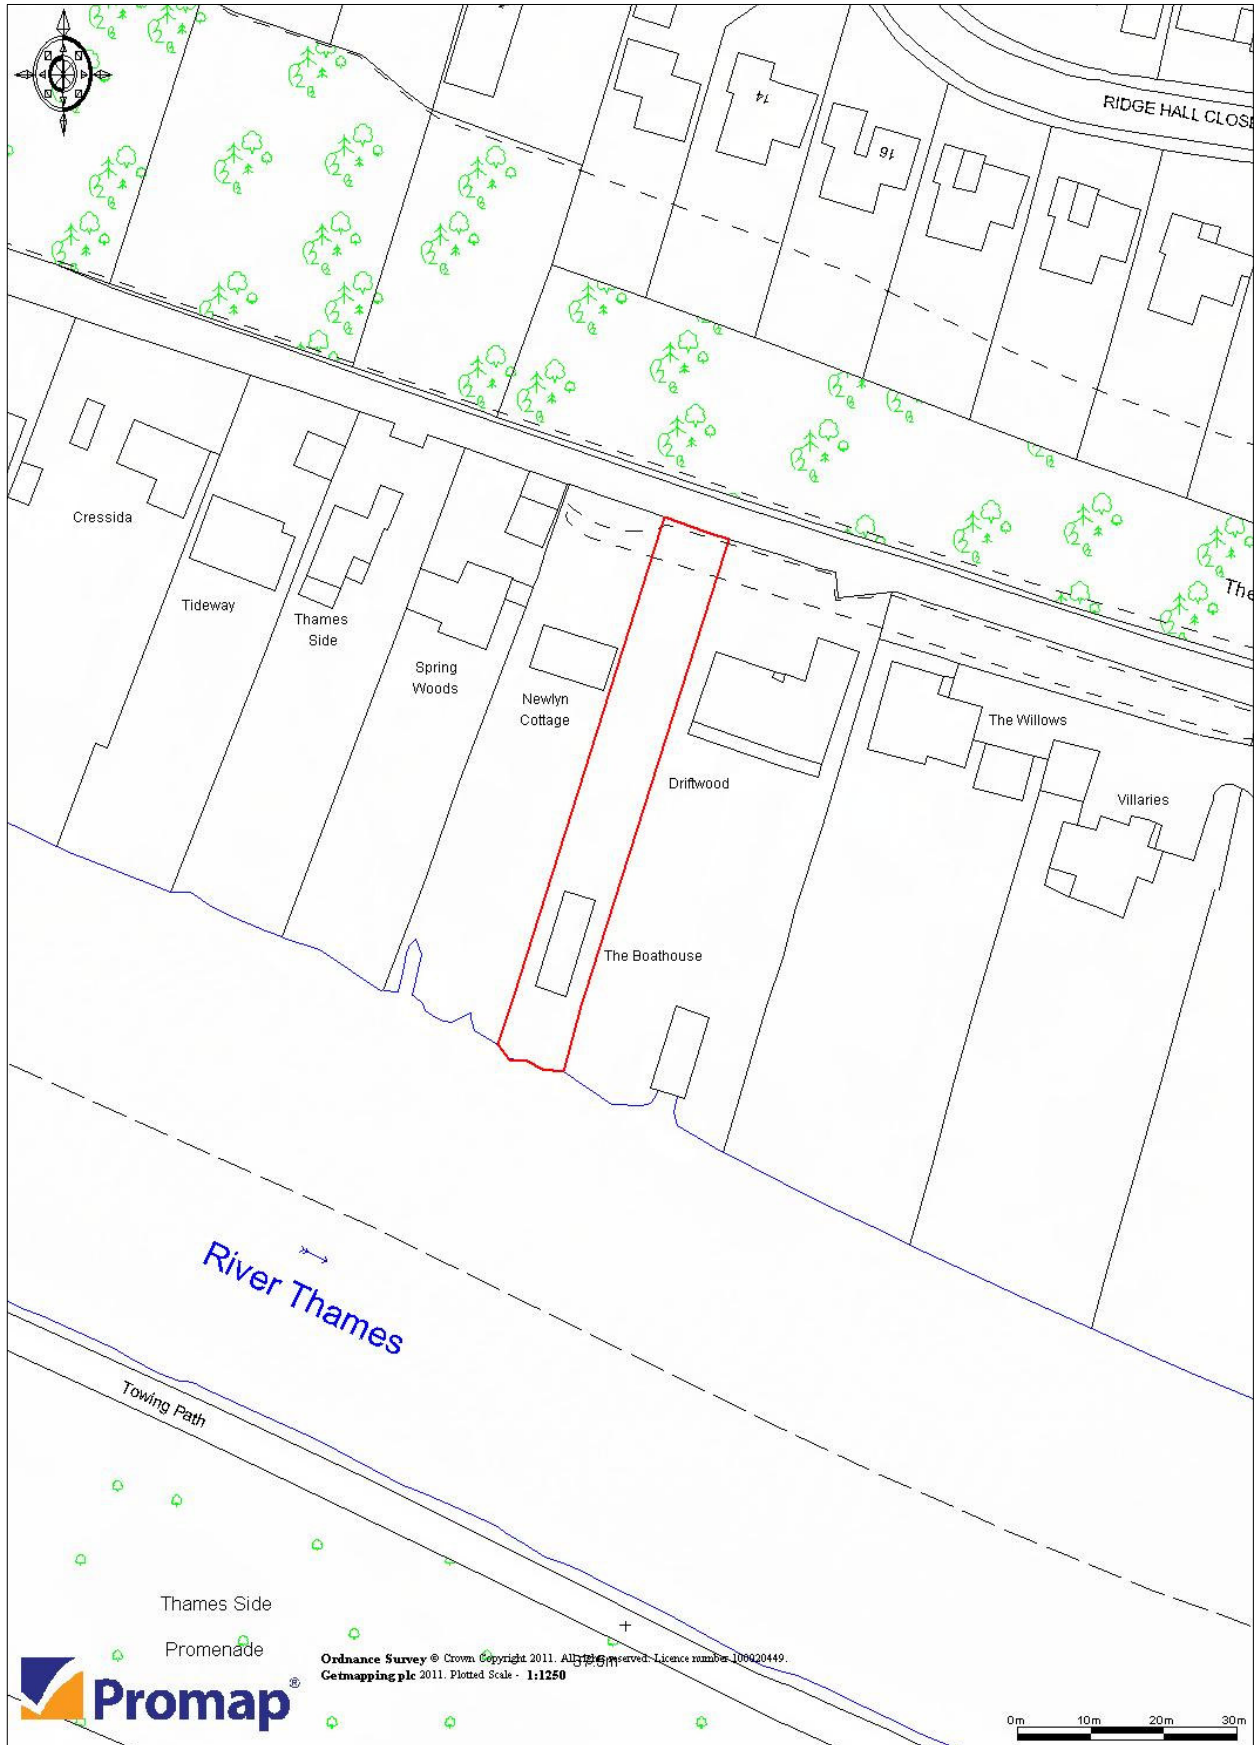 14
16
RIDGE HALL CLOSE
Cressida
Tideway
Thames
Side
Spring
Woods
Newlyn
Cottage
The
The Willows
Driftwood
Villaries
The Boathouse
River Thames
Towing Path
Thames Side
Promenade
Promap®
Ordnance Survey © Crown Copyright 2011. All rights reserved. Licence number 100020449.
Getmapping plc 2011. Plotted Scale - 1:1250
0m 10m 20m 30m